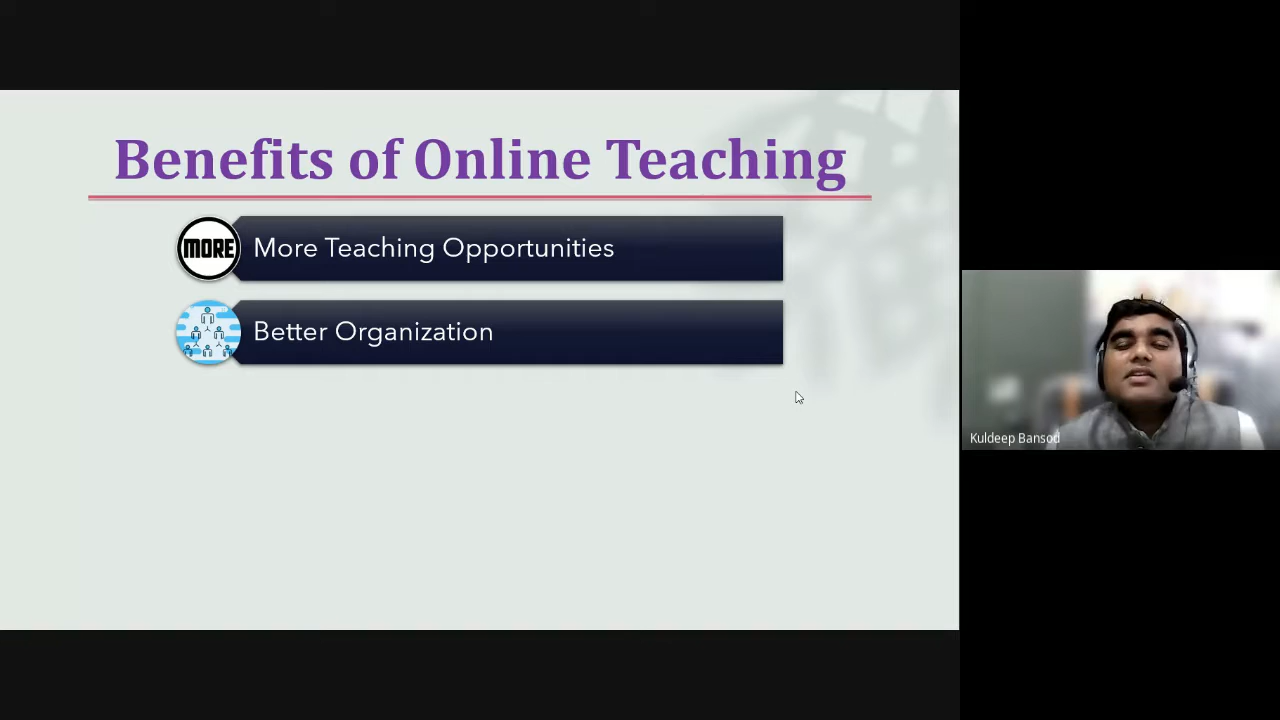 Benefits of Online Teaching
MORE
More Teaching Opportunities
Better Organization
Kuldeep Bansod